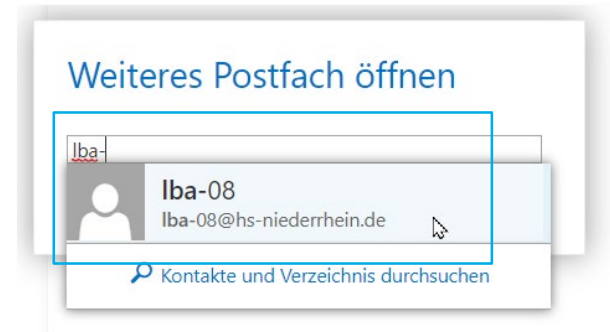 Weiteres Postfach öffnen
lba-
lba-08
lba-08@hs-niederrhein.de
Kontakte und Verzeichnis durchsuchen